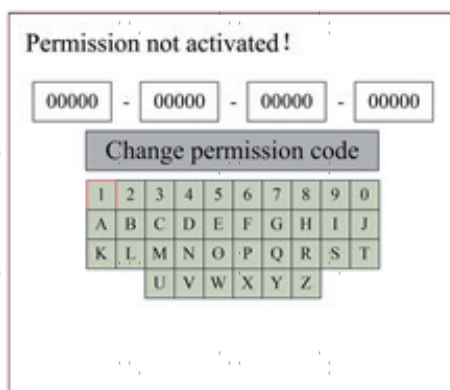 Permission not activated!
00000 - 00000 - 00000 - 00000
Change permission code
1 2 3 4 5 6 7 8 9 0
A B C D E F G H I J
K L M N O P Q R S T
U V W X Y Z